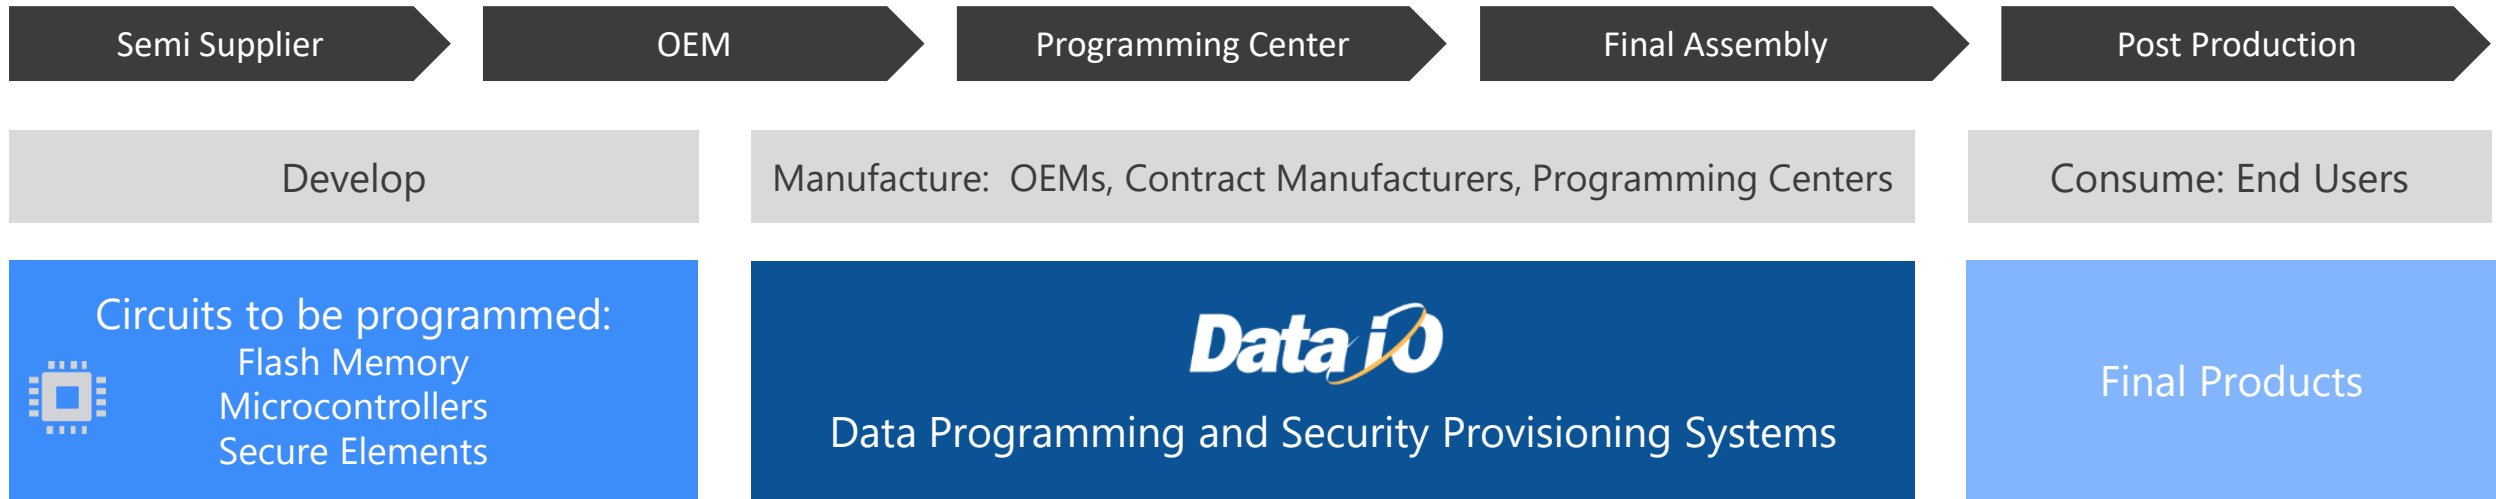 Semi Supplier
OEM
Programming Center
Final Assembly
Post Production
Develop
Manufacture:  OEMs, Contract Manufacturers, Programming Centers
Consume: End Users
Circuits to be programmed:
Flash Memory
Microcontrollers
Secure Elements
Data iO
Data Programming and Security Provisioning Systems
Final Products